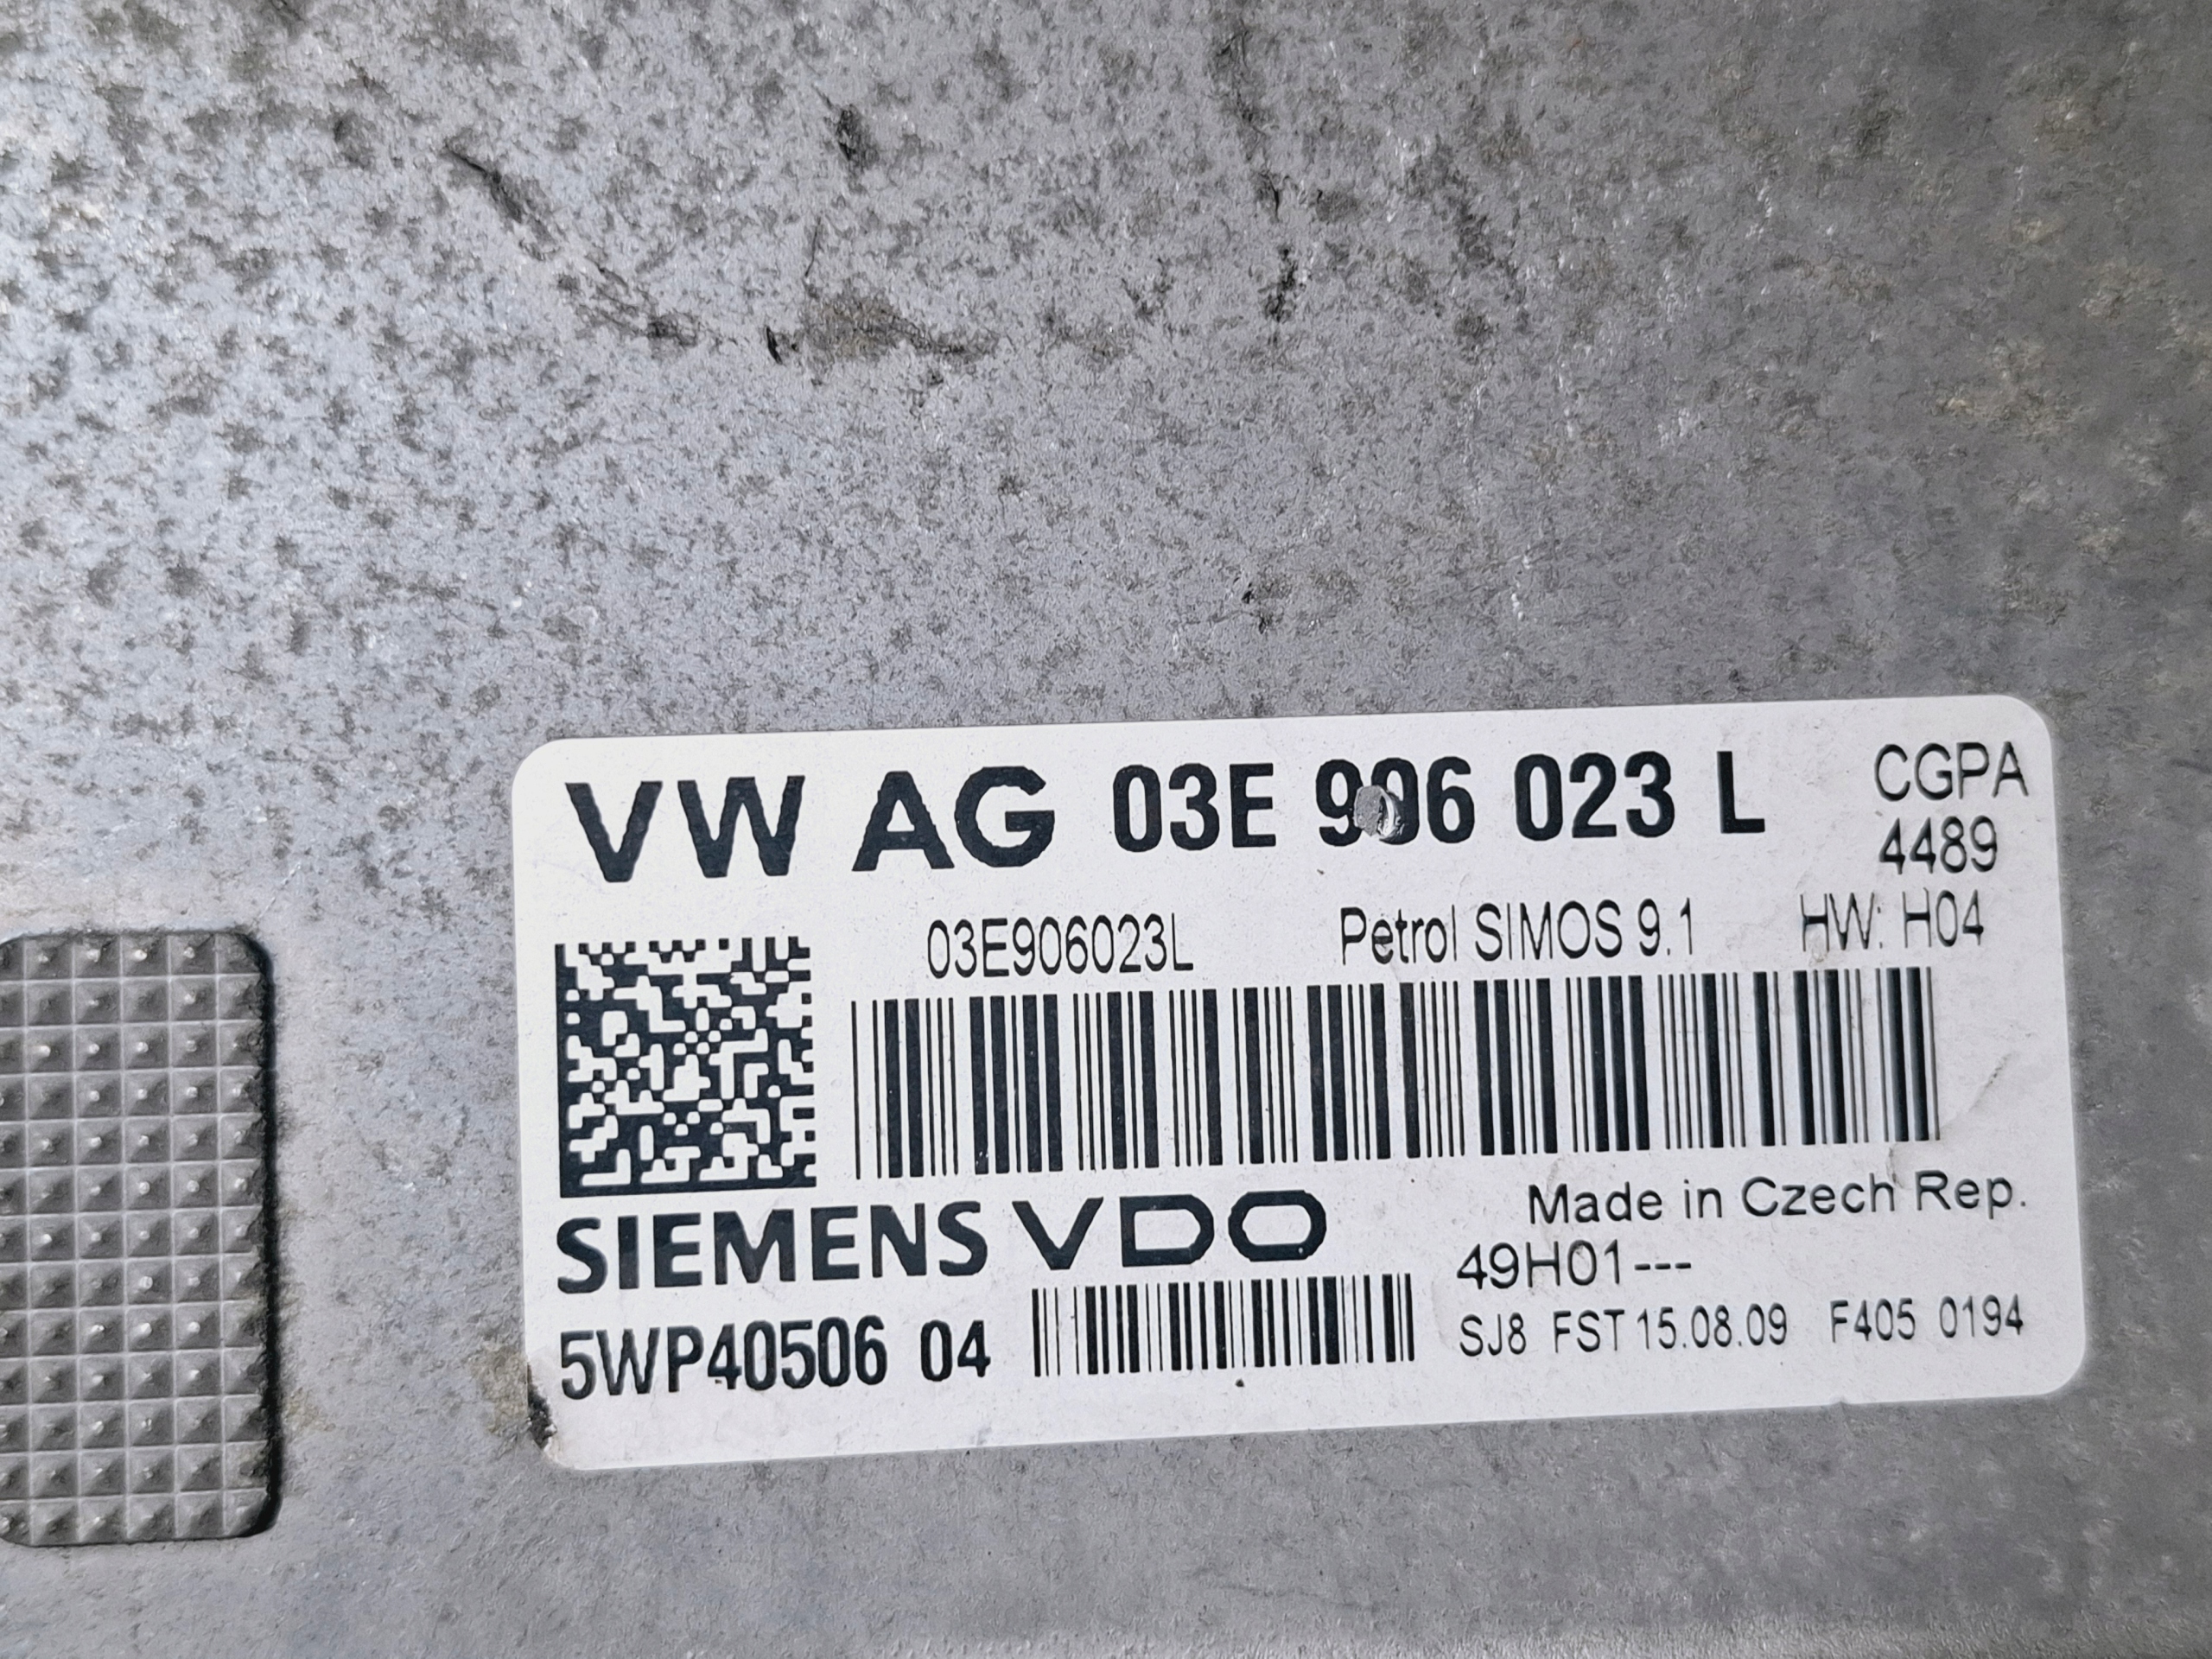 VW AG 03E 906 023 L
CGPA
4489
03E906023L Petrol SIMOS 9.1 HW: H04
SIEMENS VDO
Made in Czech Rep.
49H01---
5WP40506 04
SJ8 FST 15.08.09 F405 0194